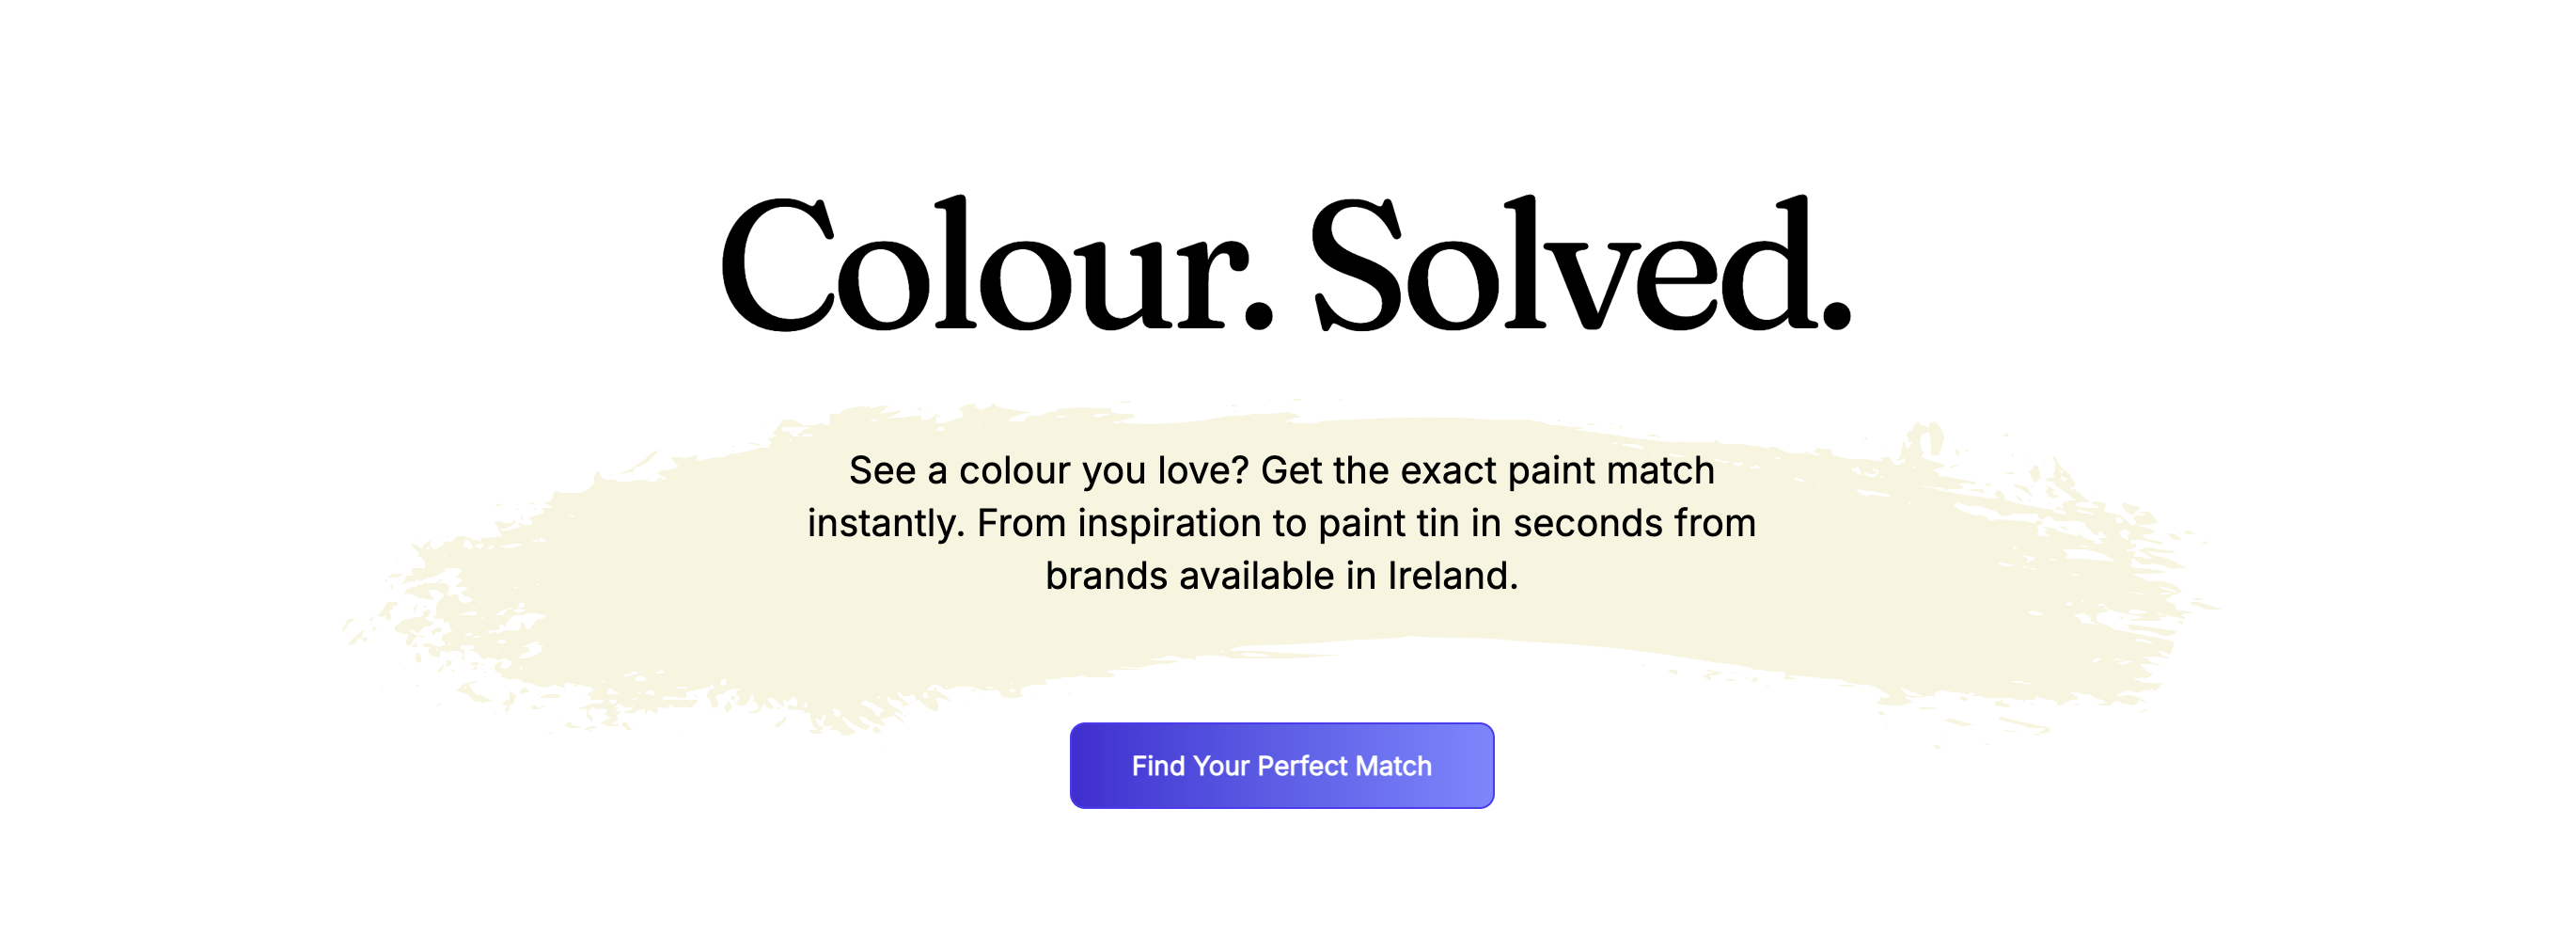 Colour. Solved.
See a colour you love? Get the exact paint match
instantly. From inspiration to paint tin in seconds from
brands available in Ireland.
Find Your Perfect Match